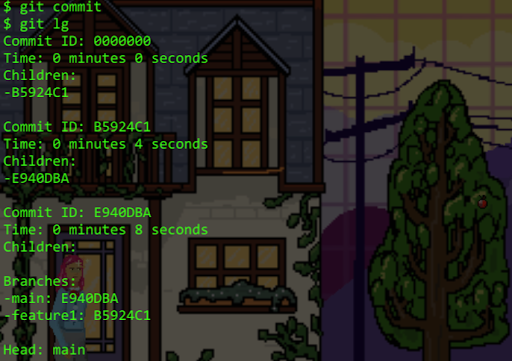 $ git commit
$ git lg
Commit ID: 0000000
Time: 0 minutes 0 seconds
Children:
-B5924C1
Commit ID: B5924C1
Time: 0 minutes 4 seconds
Children:
-E940DBA
Commit ID: E940DBA
Time: 0 minutes 8 seconds
Children:
Branches:
-main: E940DBA
-feature1: B5924C1
Head: main